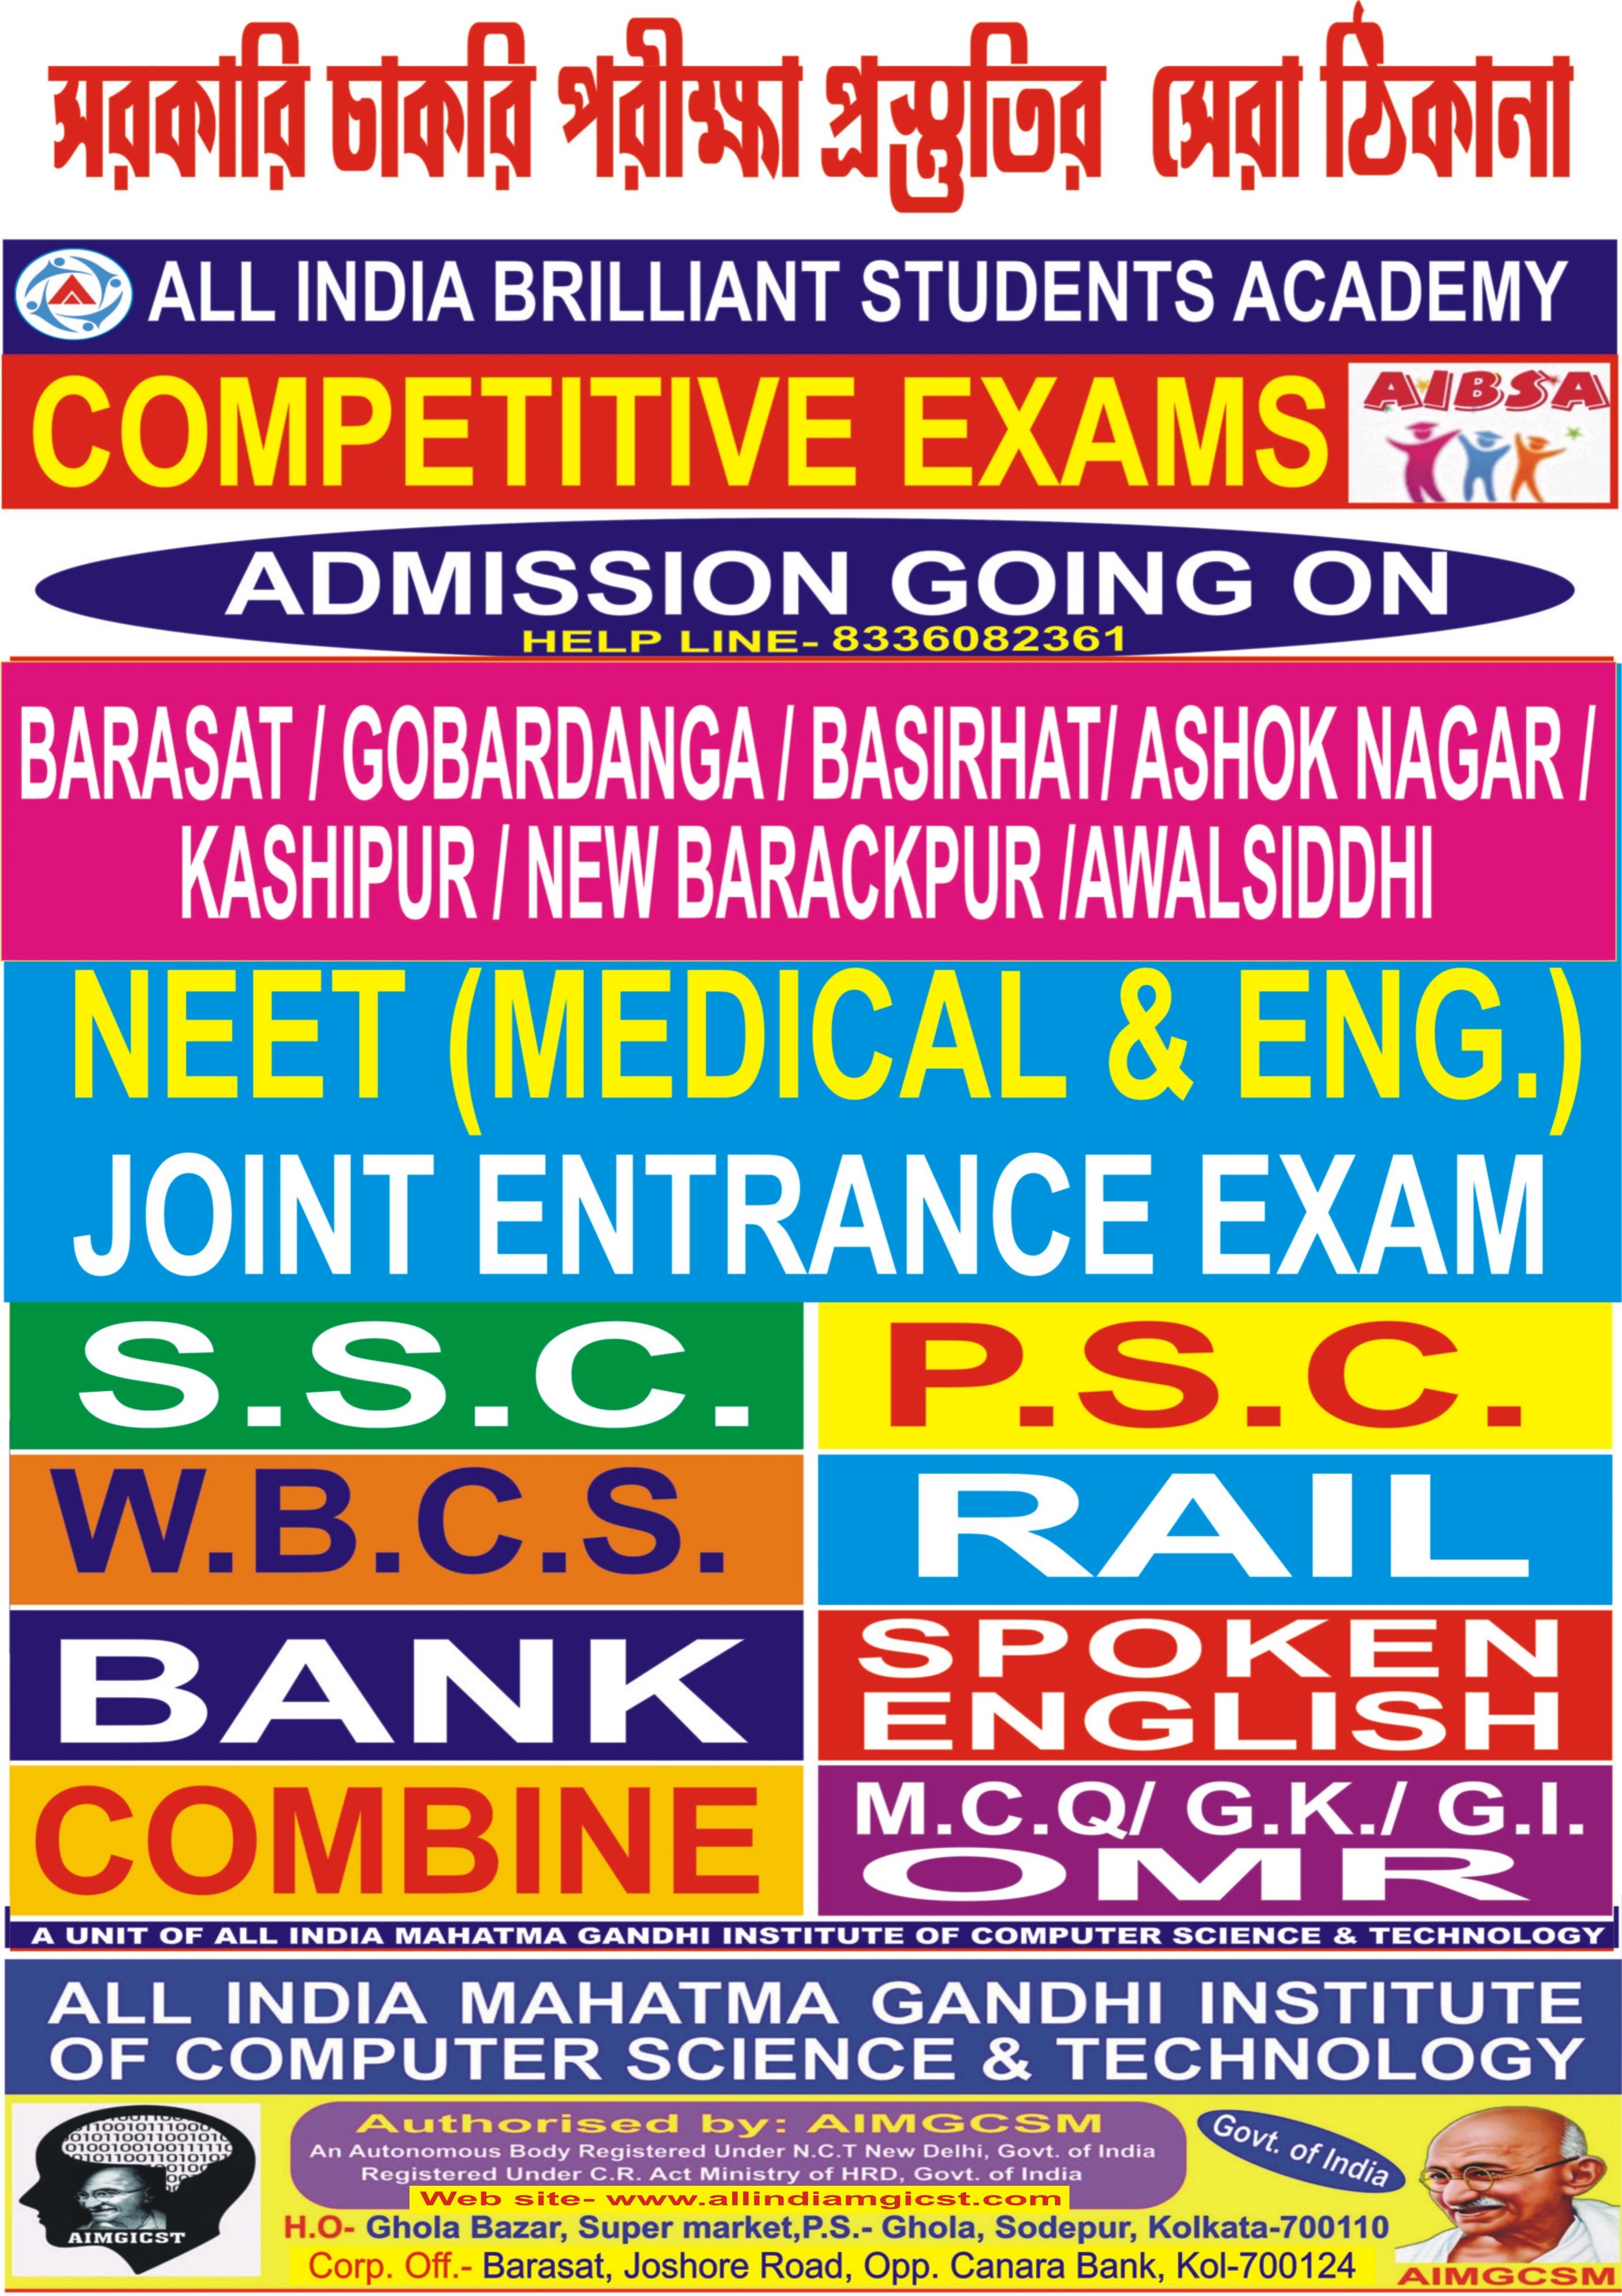 সরকারি চাকরি পরীক্ষা প্রস্তুতির সেরা ঠিকানা
ALL INDIA BRILLIANT STUDENTS ACADEMY
COMPETITIVE EXAMS
AIBSA
ADMISSION GOING ON
HELP LINE- 8336082361
BARASAT / GOBARDANGA / BASIRHAT/ ASHOK NAGAR /
KASHIPUR / NEW BARACKPUR /AWALSIDDHI
NEET (MEDICAL & ENG.)
JOINT ENTRANCE EXAM
S.S.C.
P.S.C.
W.B.C.S.
RAIL
BANK
SPOKEN
ENGLISH
COMBINE
M.C.Q/ G.K./ G.I.
OMR
A UNIT OF ALL INDIA MAHATMA GANDHI INSTITUTE OF COMPUTER SCIENCE & TECHNOLOGY
ALL INDIA MAHATMA GANDHI INSTITUTE
OF COMPUTER SCIENCE & TECHNOLOGY
Authorised by: AIMGCSM
An Autonomous Body Registered Under N.C.T New Delhi, Govt. of India
Registered Under C.R. Act Ministry of HRD, Govt. of India
Govt. of India
Web site- www.allindiamgicst.com
AIMGICST
H.O- Ghola Bazar, Super market,P.S.- Ghola, Sodepur, Kolkata-700110
Corp. Off.- Barasat, Joshore Road, Opp. Canara Bank, Kol-700124
AIMGCSM